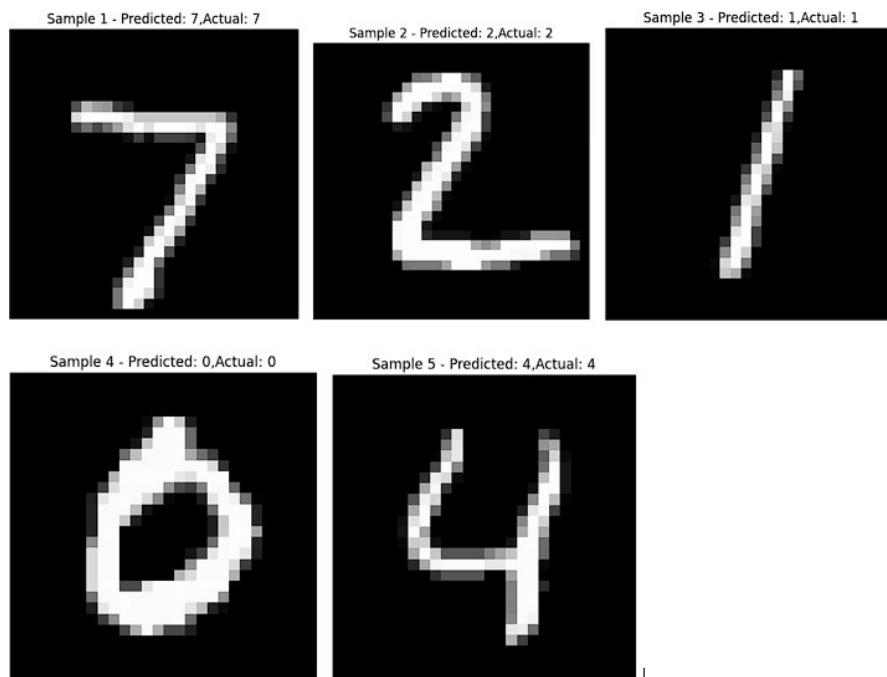 Sample 1 - Predicted: 7,Actual: 7
Sample 2 - Predicted: 2,Actual: 2
Sample 3 - Predicted: 1,Actual: 1
7
2
1
Sample 4 - Predicted: 0,Actual: 0
Sample 5 - Predicted: 4,Actual: 4
0
4